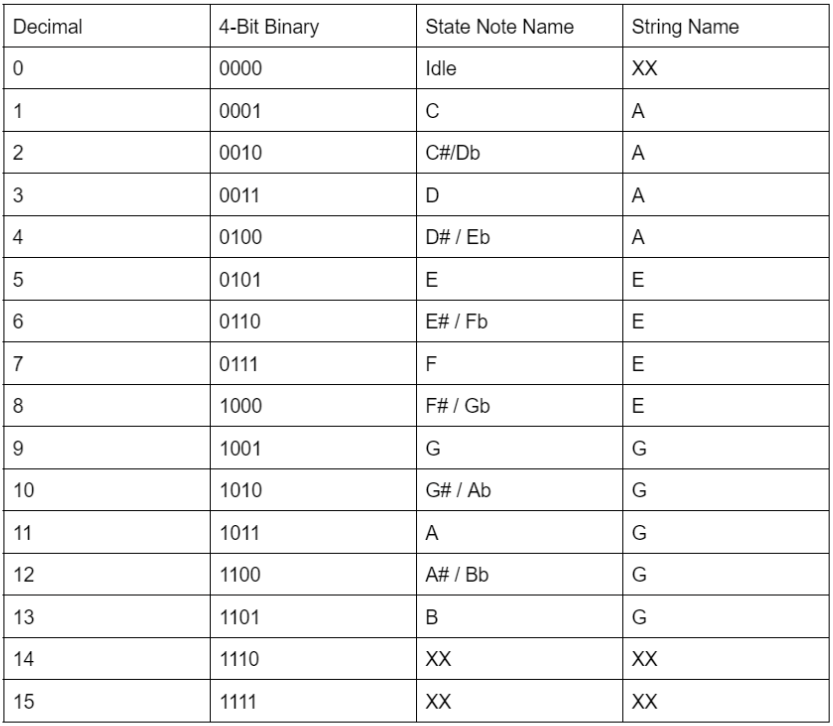 Decimal 4-Bit Binary State Note Name String Name
0 0000 Idle XX
1 0001 C A
2 0010 C#/Db A
3 0011 D A
4 0100 D# / Eb A
5 0101 E E
6 0110 E# / Fb E
7 0111 F E
8 1000 F# / Gb E
9 1001 G G
10 1010 G# / Ab G
11 1011 A G
12 1100 A# / Bb G
13 1101 B G
14 1110 XX XX
15 1111 XX XX